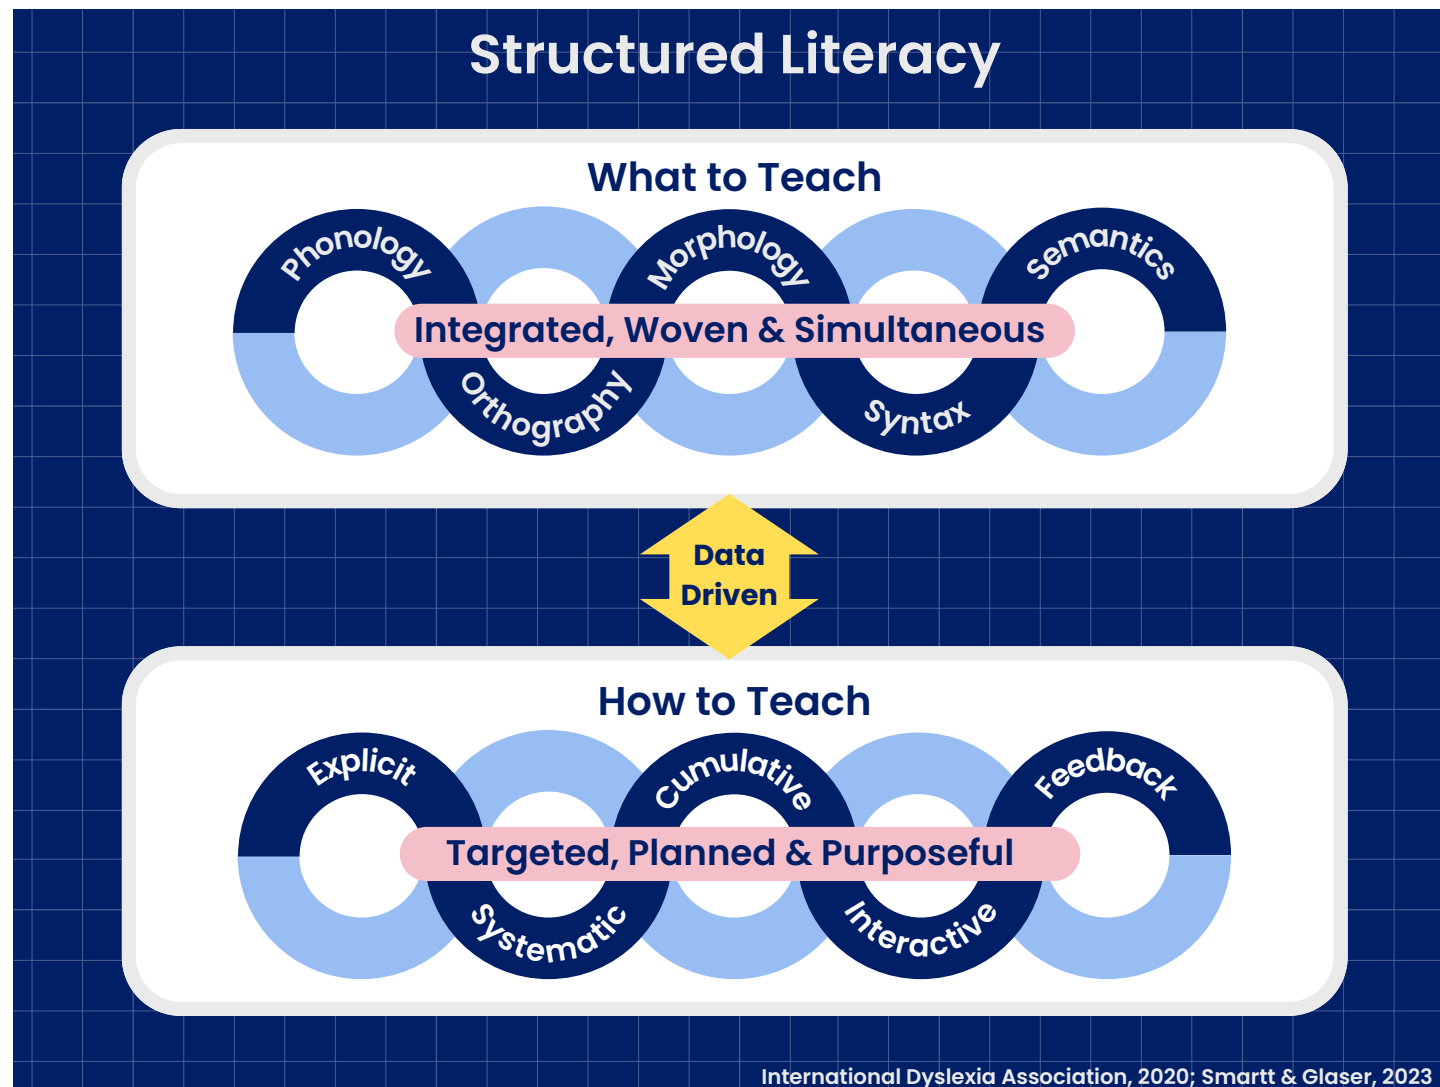 Structured Literacy
What to Teach
Phonology
Orthography
Morphology
Syntax
Semantics
Integrated, Woven & Simultaneous
Data
Driven
How to Teach
Explicit
Systematic
Cumulative
Interactive
Feedback
Targeted, Planned & Purposeful
International Dyslexia Association, 2020; Smartt & Glaser, 2023